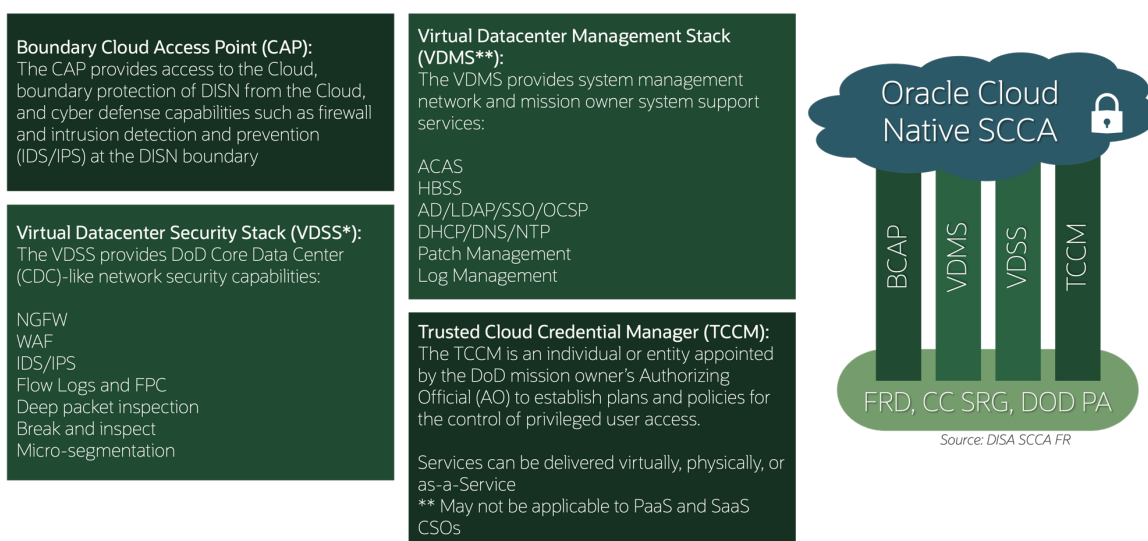 Boundary Cloud Access Point (CAP):
The CAP provides access to the Cloud,
boundary protection of DISN from the Cloud,
and cyber defense capabilities such as firewall
and intrusion detection and prevention
(IDS/IPS) at the DISN boundary
Virtual Datacenter Security Stack (VDSS*):
The VDSS provides DoD Core Data Center
(CDC)-like network security capabilities:
NGFW
WAF
IDS/IPS
Flow Logs and FPC
Deep packet inspection
Break and inspect
Micro-segmentation
Virtual Datacenter Management Stack
(VDMS**):
The VDMS provides system management
network and mission owner system support
services:
ACAS
HBSS
AD/LDAP/SSO/OCSP
DHCP/DNS/NTP
Patch Management
Log Management
Trusted Cloud Credential Manager (TCCM):
The TCCM is an individual or entity appointed
by the DoD mission owner's Authorizing
Official (AO) to establish plans and policies for
the control of privileged user access.
Services can be delivered virtually, physically, or
as-a-Service
** May not be applicable to PaaS and SaaS
CSOs
Oracle Cloud
Native SCCA
BCAP
VDMS
VDSS
TCCM
FRD, CC SRG, DOD PA
Source: DISA SCCA FR